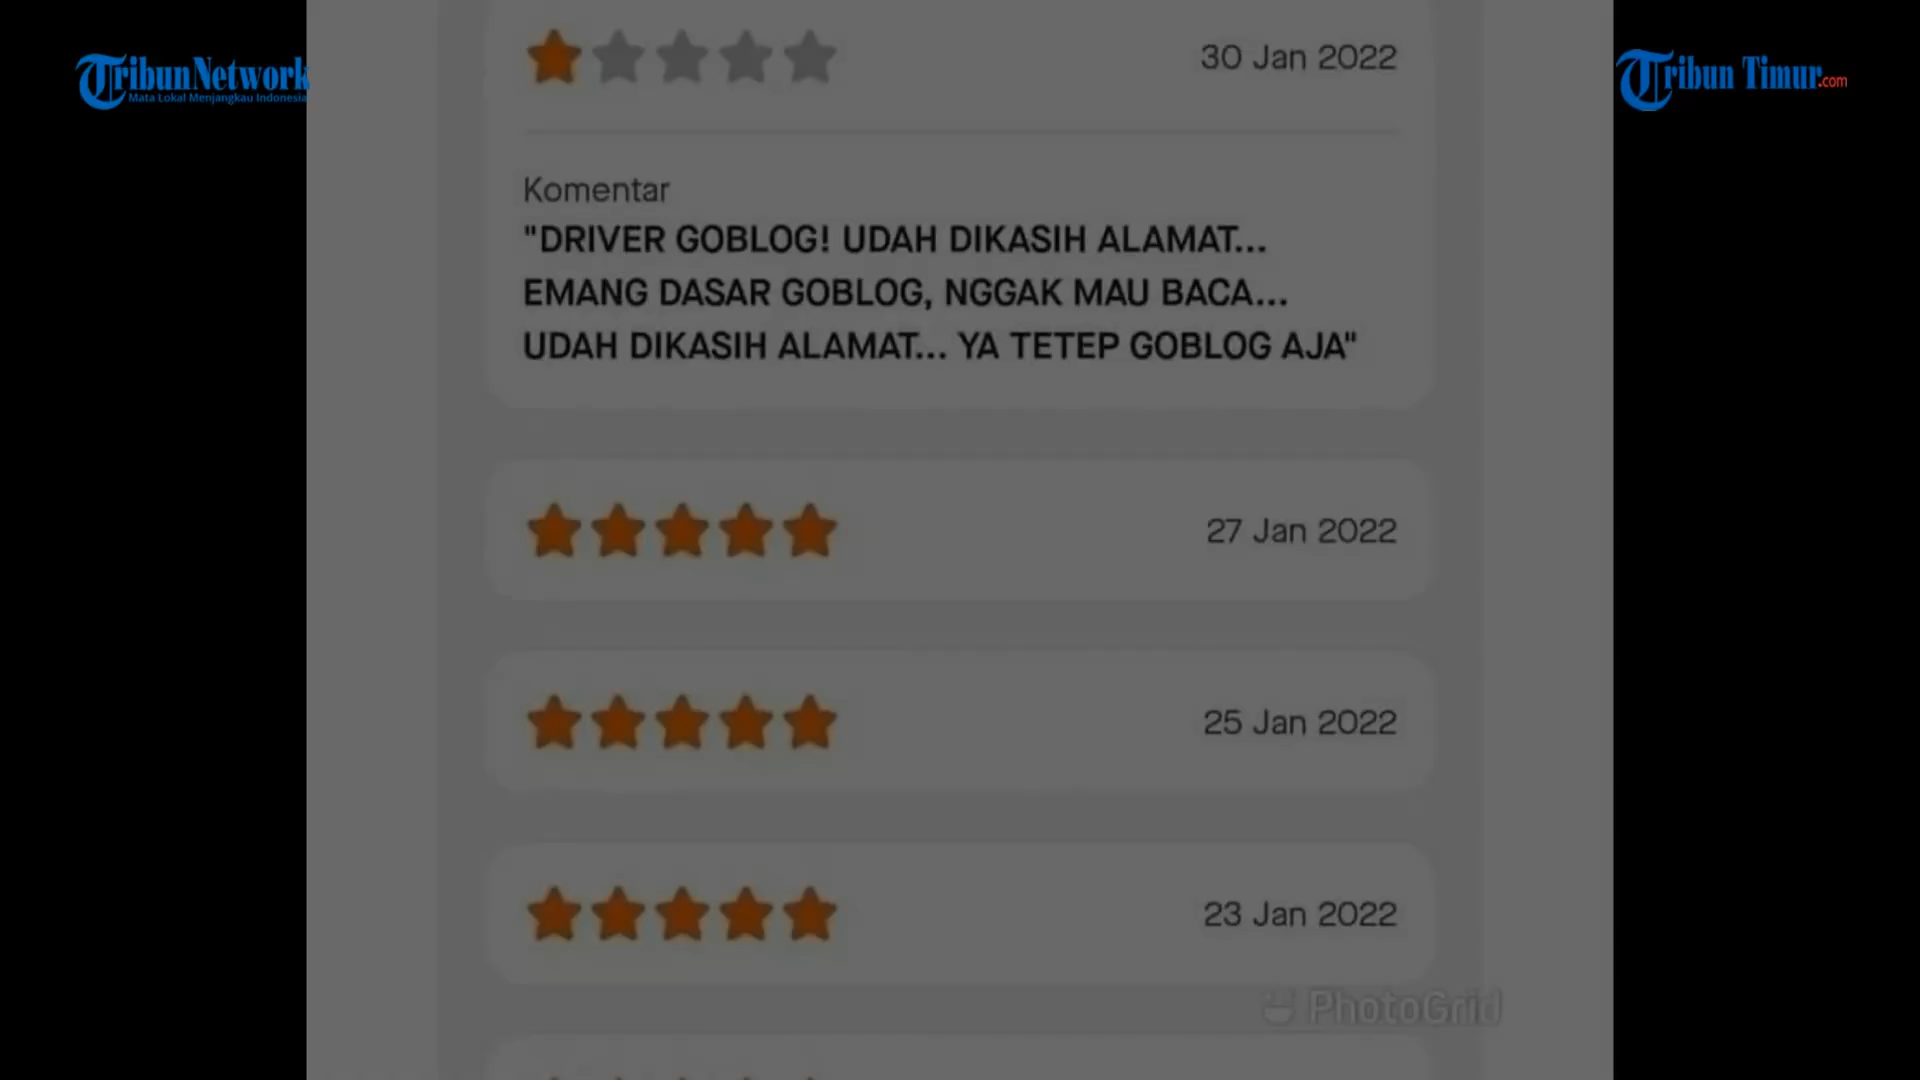 TribunNetwork
Mata Lokal Menjangkau Indonesia
Tribun Timur.com
30 Jan 2022
Komentar
"DRIVER GOBLOG! UDAH DIKASIH ALAMAT...
EMANG DASAR GOBLOG, NGGAK MAU BACA...
UDAH DIKASIH ALAMAT... YA TETEP GOBLOG AJA"
27 Jan 2022
25 Jan 2022
23 Jan 2022
PhotoGrid